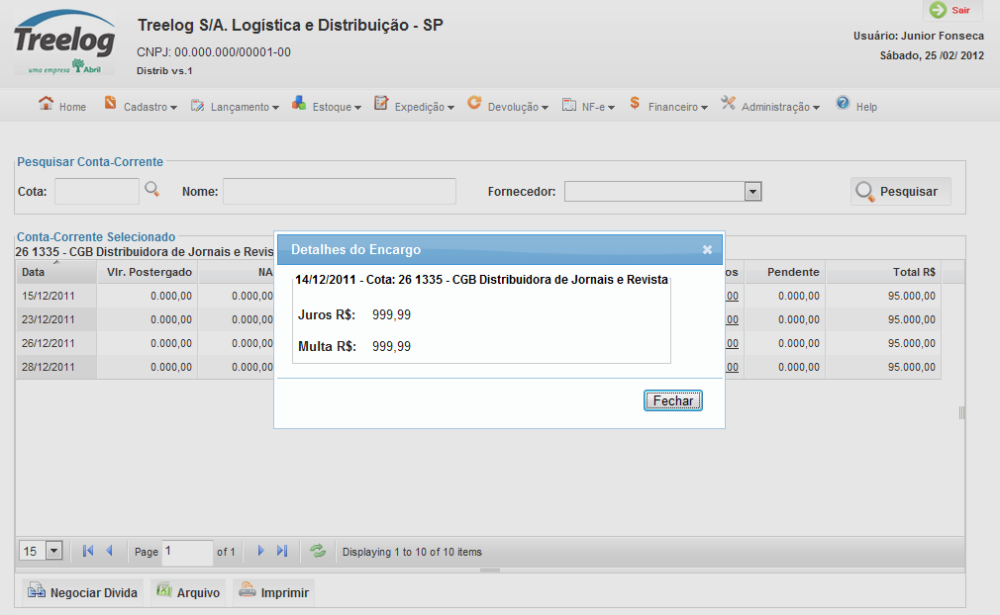 Treelog
uma empresa Abril
Treelog S/A. Logística e Distribuição - SP
CNPJ: 00.000.000/00001-00
Distrib vs.1
Sair
Usuário: Junior Fonseca
Sábado, 25 /02/ 2012
Home Cadastro Lançamento Estoque Expedição Devolução NF-e Financeiro Administração Help
Pesquisar Conta-Corrente
Cota: Nome: Fornecedor: Pesquisar
Conta-Corrente Selecionado
26 1335 - CGB Distribuidora de Jornais e Revis
Data Vlr. Postergado NA os Pendente Total R$
15/12/2011 0.000,00 0.000,00 00 0.000,00 95.000,00
23/12/2011 0.000,00 0.000,00 00 0.000,00 95.000,00
26/12/2011 0.000,00 0.000,00 00 0.000,00 95.000,00
28/12/2011 0.000,00 0.000,00 00 0.000,00 95.000,00
Detalhes do Encargo
14/12/2011 - Cota: 26 1335 - CGB Distribuidora de Jornais e Revista
Juros R$: 999,99
Multa R$: 999,99
Fechar
15 Page 1 of 1 Displaying 1 to 10 of 10 items
Negociar Divida Arquivo Imprimir